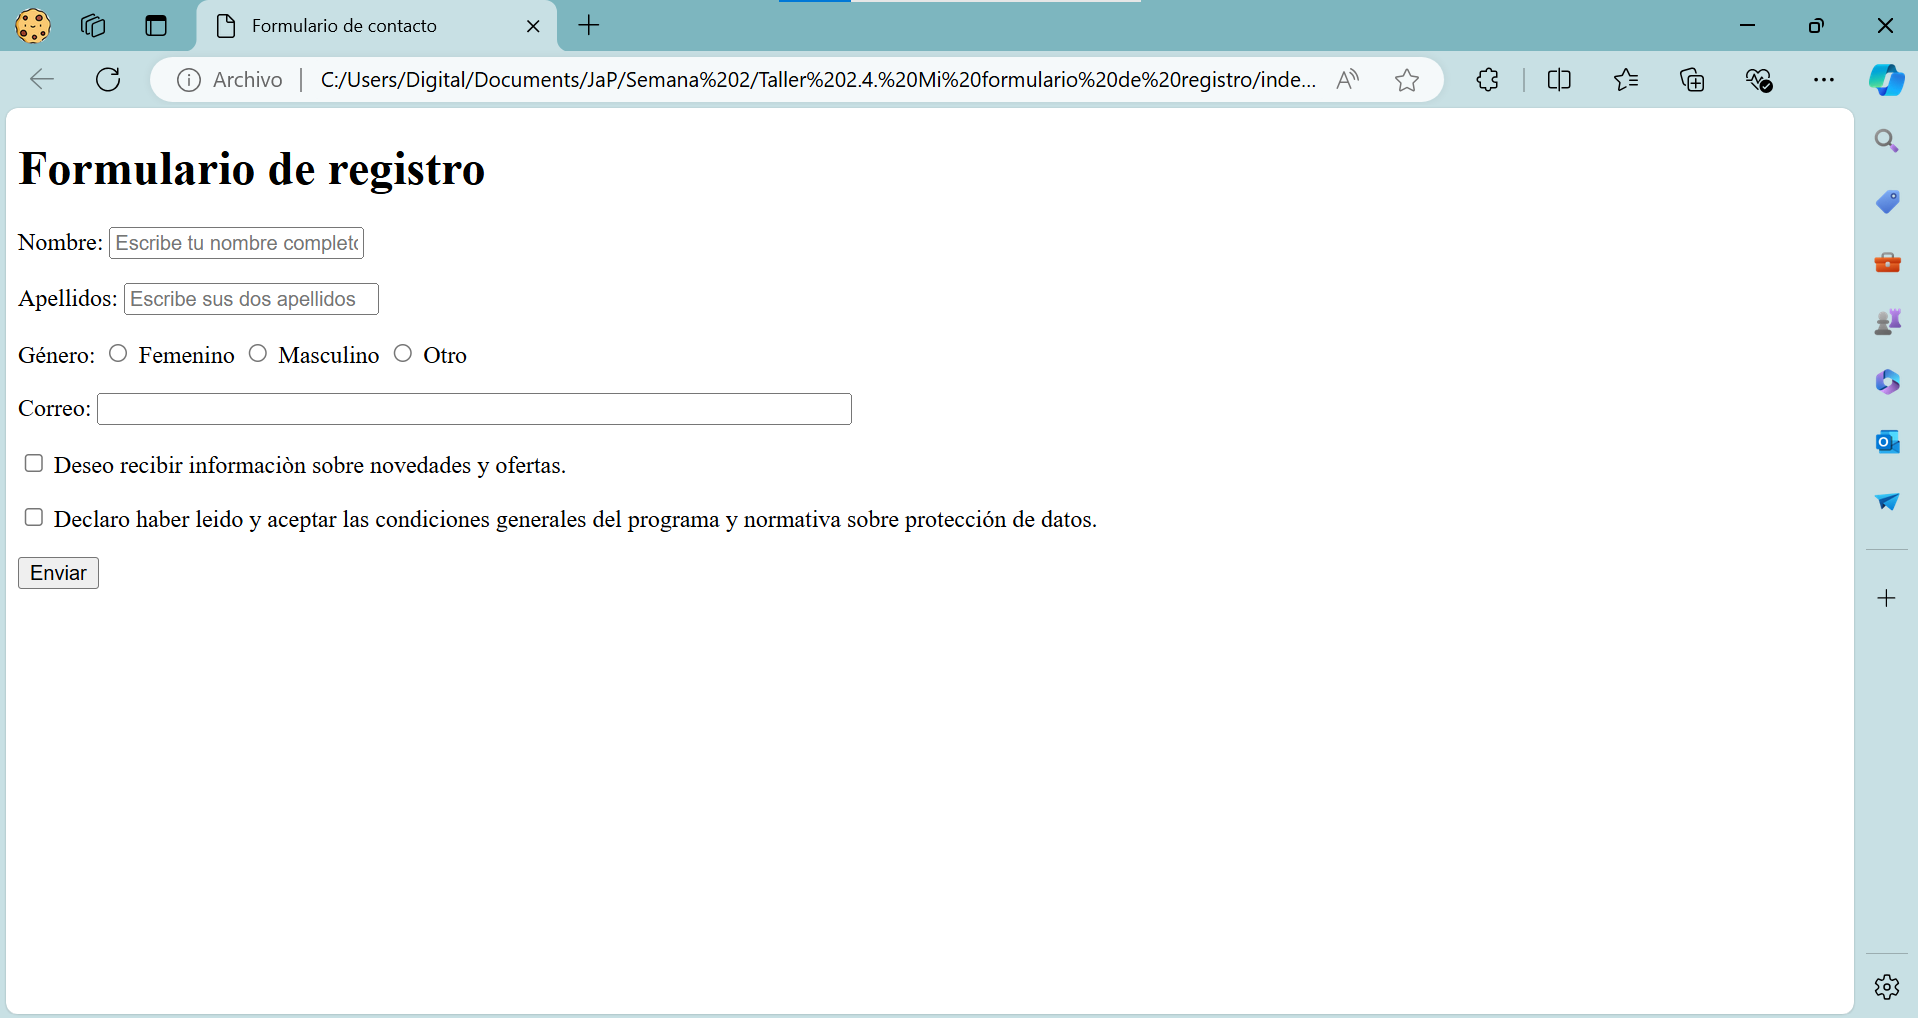 Formulario de contacto
Archivo | C:/Users/Digital/Documents/JaP/Semana%202/Taller%202.4.%20Mi%20formulario%20de%20registro/inde...
Formulario de registro
Nombre: Escribe tu nombre completo
Apellidos: Escribe sus dos apellidos
Género: Femenino Masculino Otro
Correo:
Deseo recibir informaciòn sobre novedades y ofertas.
Declaro haber leido y aceptar las condiciones generales del programa y normativa sobre protección de datos.
Enviar